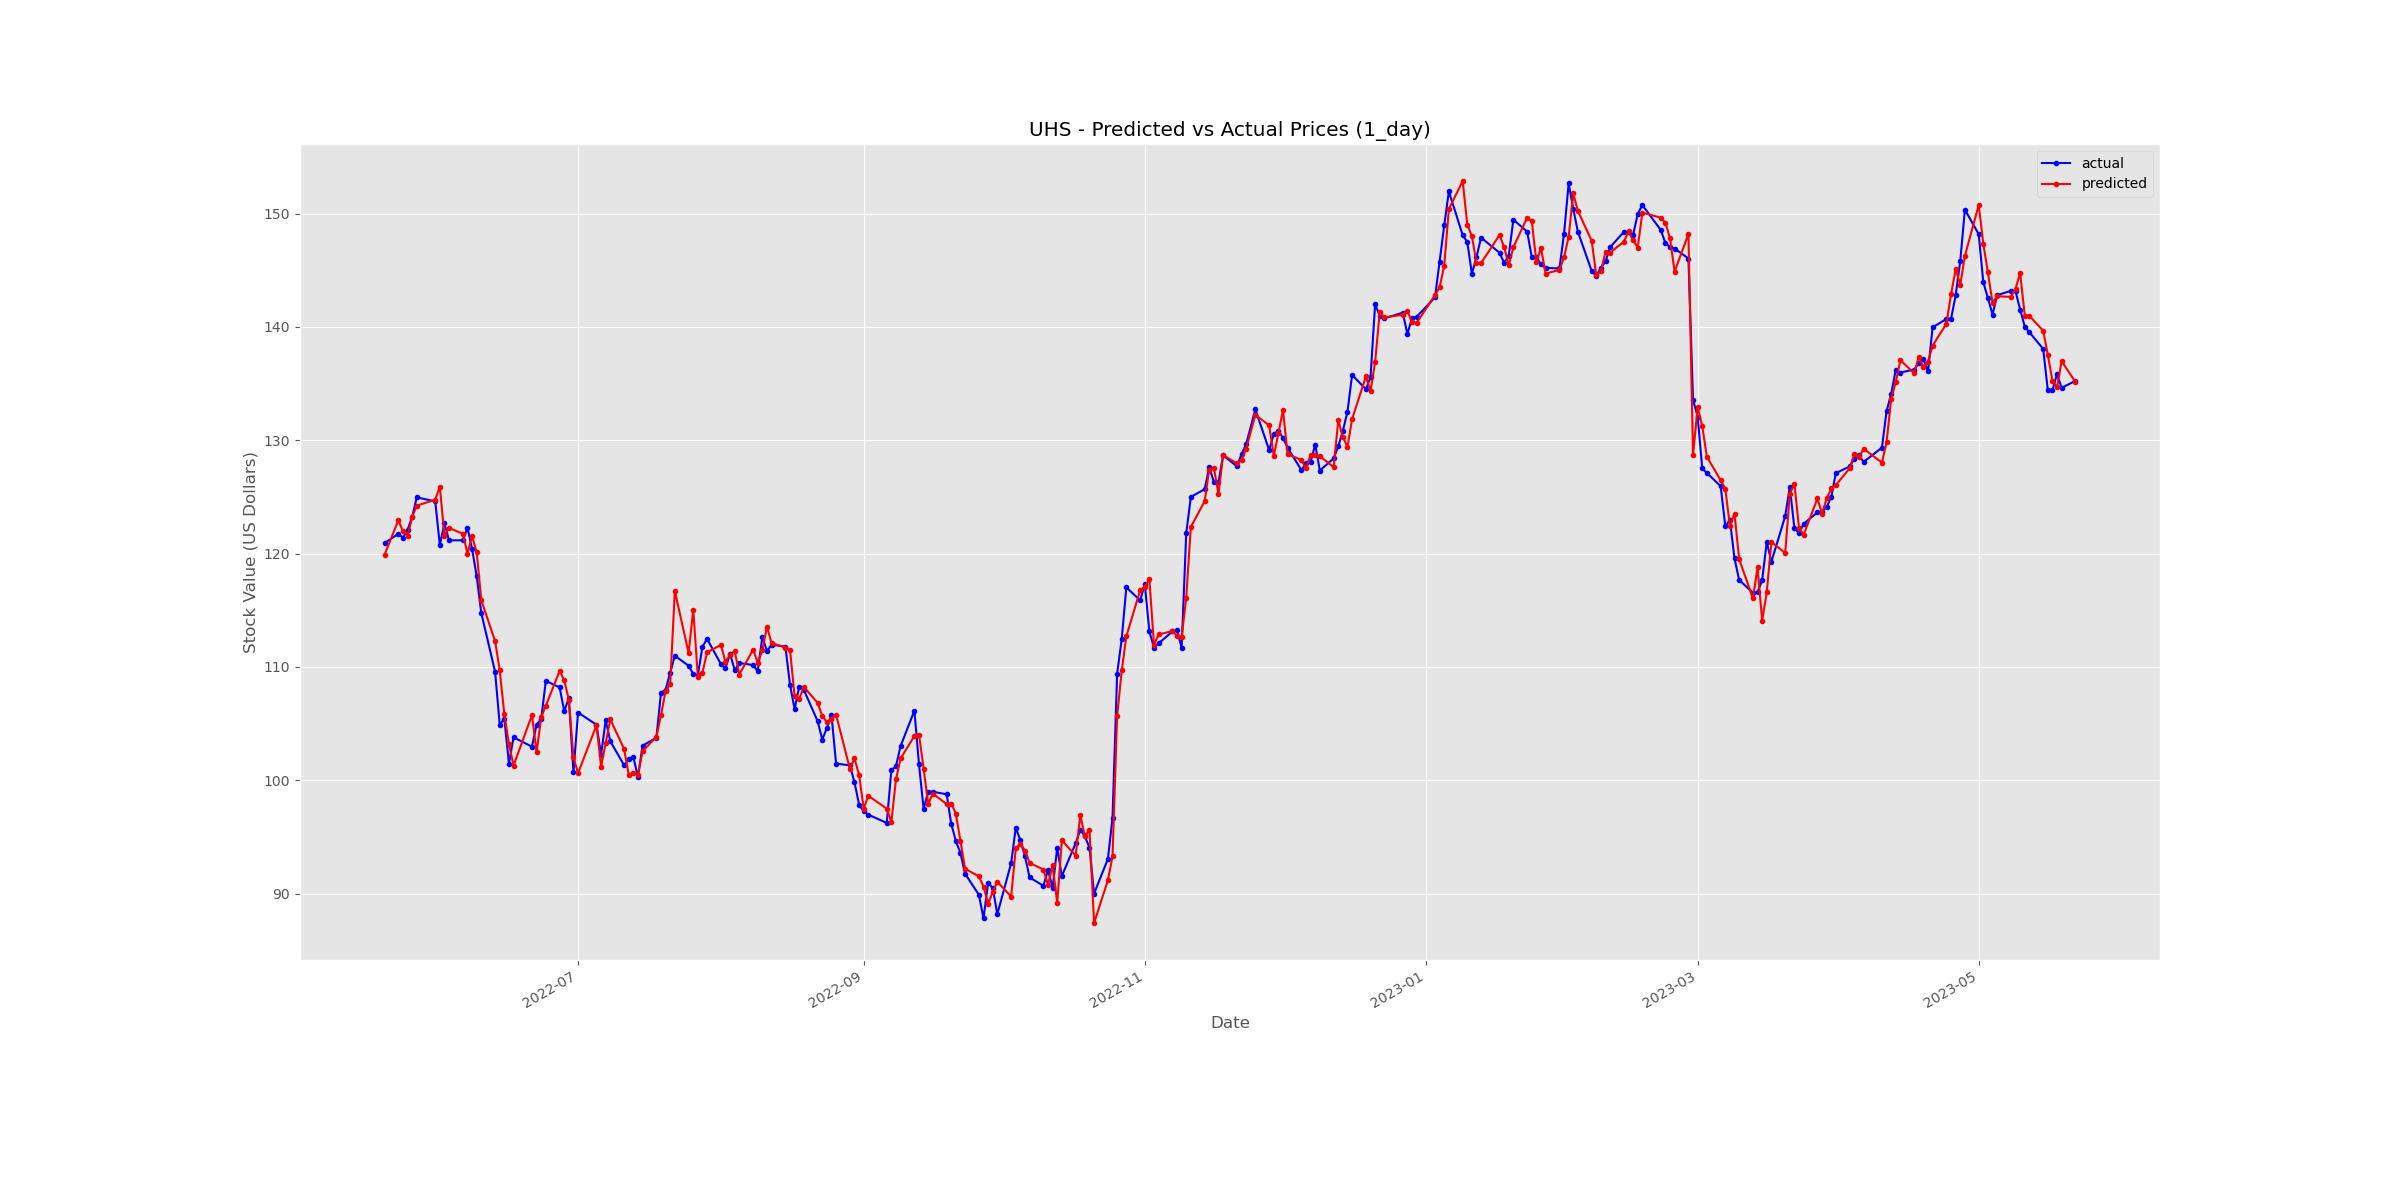 UHS - Predicted vs Actual Prices (1_day)
actual
predicted
150
140
130
120
110
100
90
Stock Value (US Dollars)
2022-07
2022-09
2022-11
2023-01
2023-03
2023-05
Date